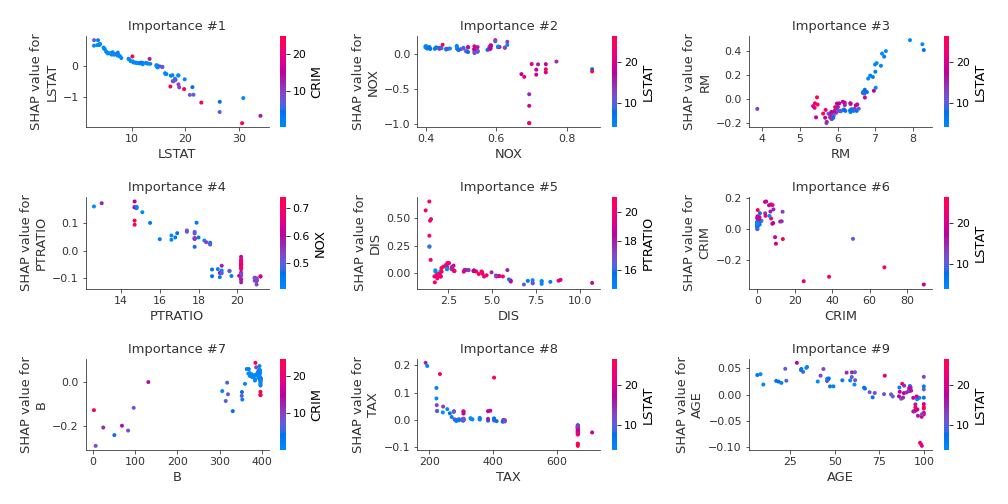 Importance #1
SHAP value for
LSTAT
0
−1
10
20
30
LSTAT
20
10
CRIM
Importance #2
SHAP value for
NOX
0.0
−0.5
−1.0
0.4
0.6
0.8
NOX
20
10
LSTAT
Importance #3
SHAP value for
RM
0.4
0.2
0.0
−0.2
4
5
6
7
8
RM
20
10
LSTAT
Importance #4
SHAP value for
PTRATIO
0.1
0.0
−0.1
14
16
18
20
PTRATIO
0.7
0.6
0.5
NOX
Importance #5
SHAP value for
DIS
0.50
0.25
0.00
2.5
5.0
7.5
10.0
DIS
20
18
16
PTRATIO
Importance #6
SHAP value for
CRIM
0.2
0.0
−0.2
0
25
50
75
CRIM
20
10
LSTAT
Importance #7
SHAP value for
B
0.0
−0.2
0
100
200
300
400
B
20
10
CRIM
Importance #8
SHAP value for
TAX
0.2
0.1
0.0
−0.1
200
400
600
TAX
20
10
LSTAT
Importance #9
SHAP value for
AGE
0.05
0.00
−0.05
−0.10
25
50
75
100
AGE
20
10
LSTAT